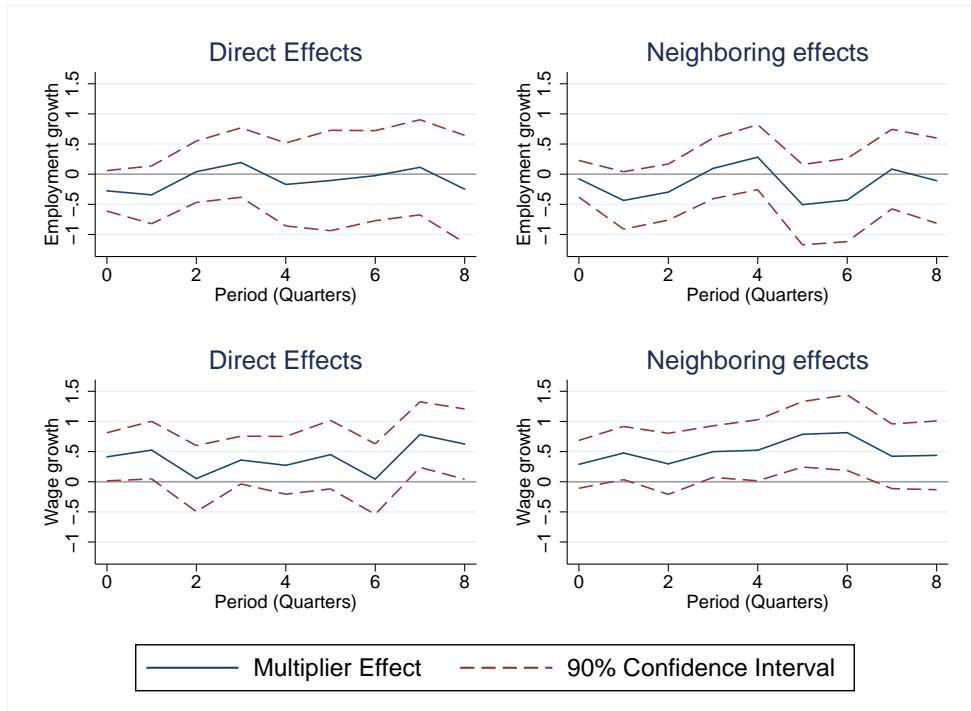 Direct Effects
Employment growth
−1 −.5 0 .5 1 1.5
0 2 4 6 8
Period (Quarters)
Neighboring effects
Employment growth
−1 −.5 0 .5 1 1.5
0 2 4 6 8
Period (Quarters)
Direct Effects
Wage growth
−1 −.5 0 .5 1 1.5
0 2 4 6 8
Period (Quarters)
Neighboring effects
Wage growth
−1 −.5 0 .5 1 1.5
0 2 4 6 8
Period (Quarters)
Multiplier Effect
90% Confidence Interval